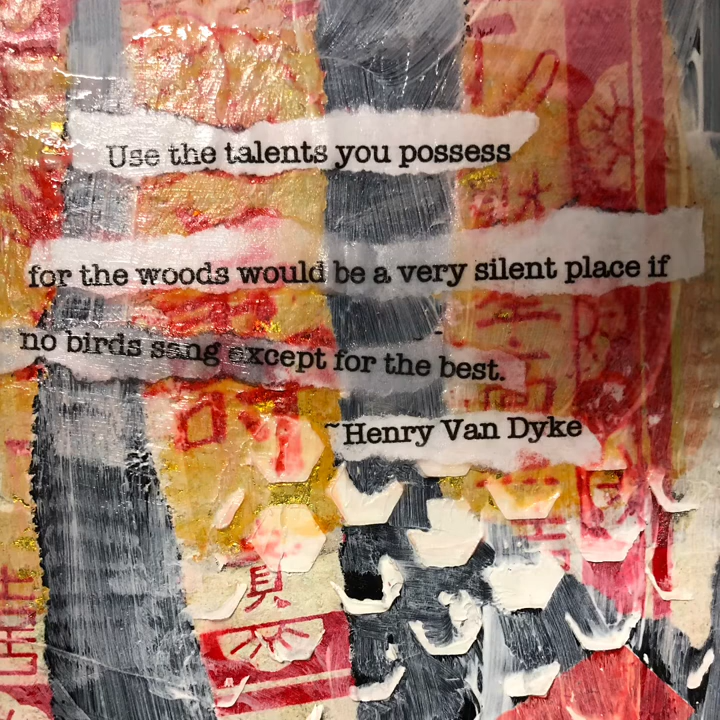 Use the talents you possess
for the woods would be a very silent place if
no birds sang except for the best.
~Henry Van Dyke